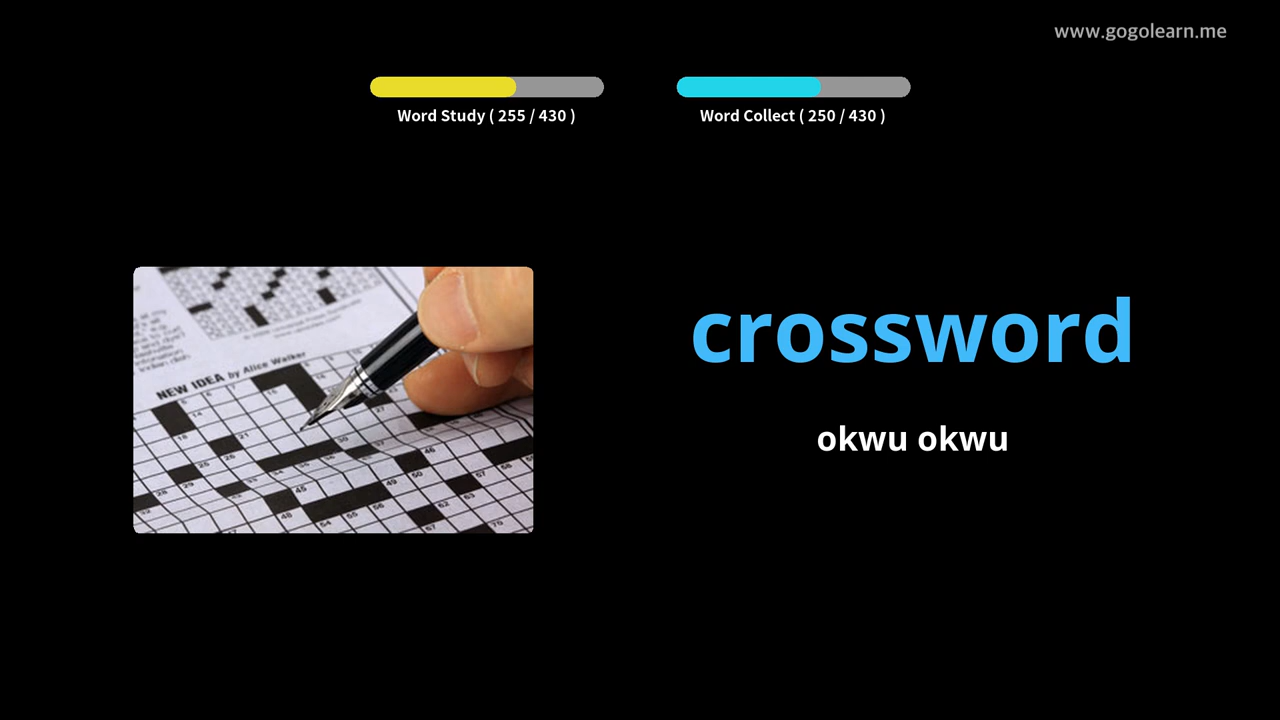 www.gogolearn.me
Word Study ( 255 / 430 )
Word Collect ( 250 / 430 )
NEW IDEA by Alice Walker
crossword
okwu okwu